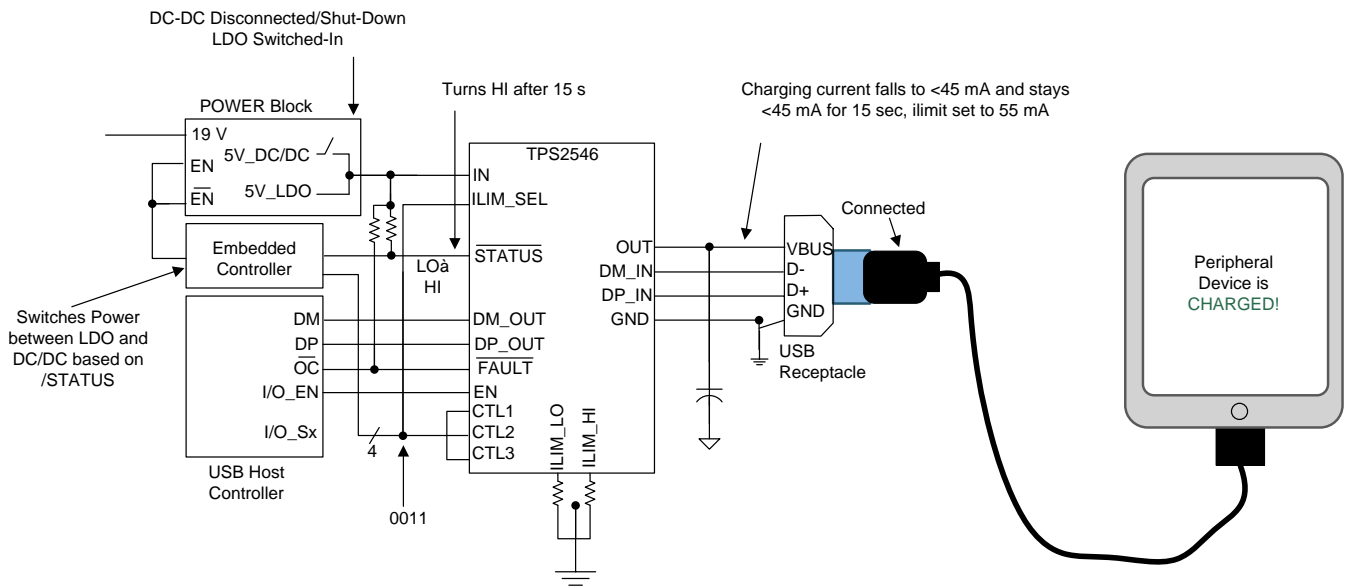 DC-DC Disconnected/Shut-Down
LDO Switched-In
POWER Block
19 V
EN
5V_DC/DC
EN
5V_LDO
Embedded
Controller
Switches Power
between LDO and
DC/DC based on
/STATUS
DM
DP
OC
I/O_EN
I/O_Sx
USB Host
Controller
Turns HI after 15 s
LOà
HI
4
0011
TPS2546
IN
ILIM_SEL
STATUS
DM_OUT
DP_OUT
FAULT
EN
CTL1
CTL2
CTL3
ILIM_LO
ILIM_HI
OUT
DM_IN
DP_IN
GND
Charging current falls to <45 mA and stays
<45 mA for 15 sec, ilimit set to 55 mA
VBUS
D-
D+
GND
USB
Receptacle
Connected
Peripheral
Device is
CHARGED!